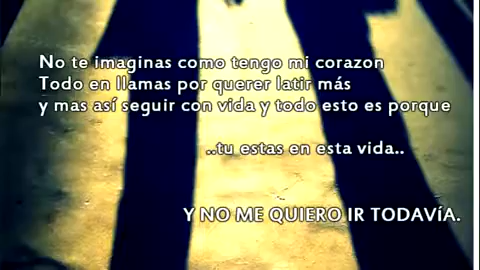 No te imaginas como tengo mi corazon
Todo en llamas por querer latir más
y mas así seguir con vida y todo esto es porque
..tu estas en esta vida..
Y NO ME QUIERO IR TODAVíA.